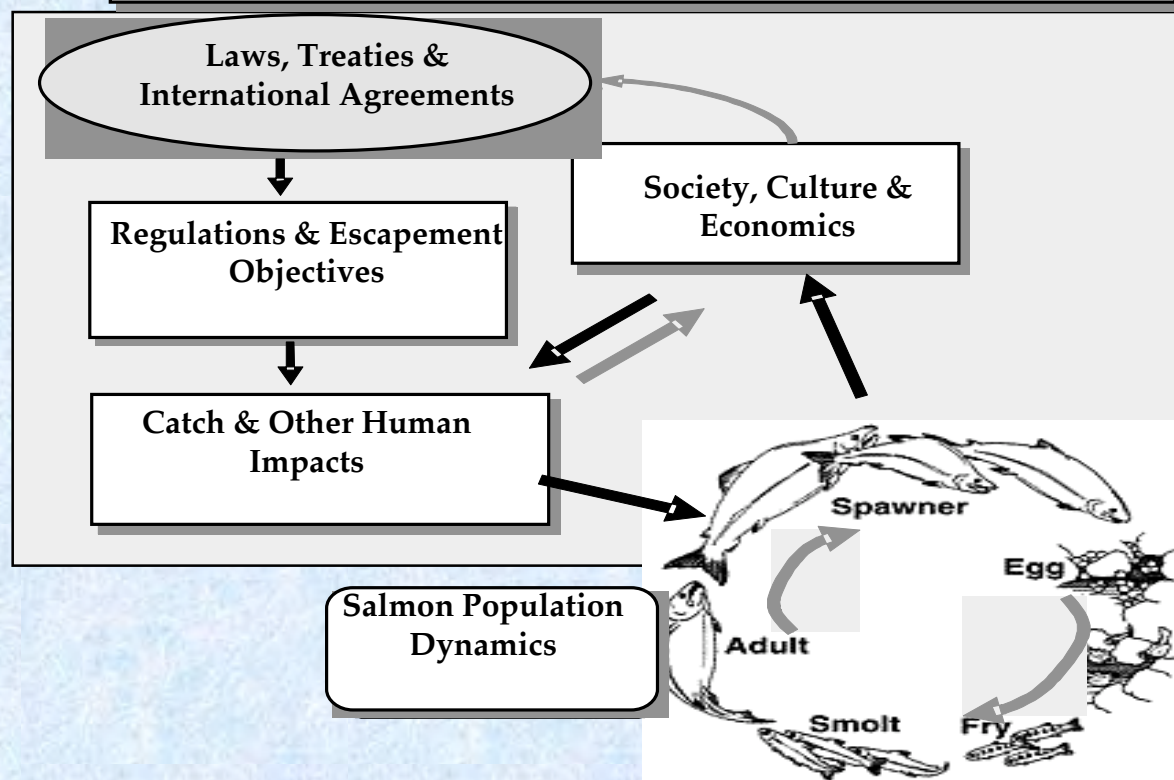 Laws, Treaties &
International Agreements
Society, Culture &
Economics
Regulations & Escapement
Objectives
Catch & Other Human
Impacts
Spawner
Egg
Salmon Population
Dynamics
Adult
Smolt
Fry